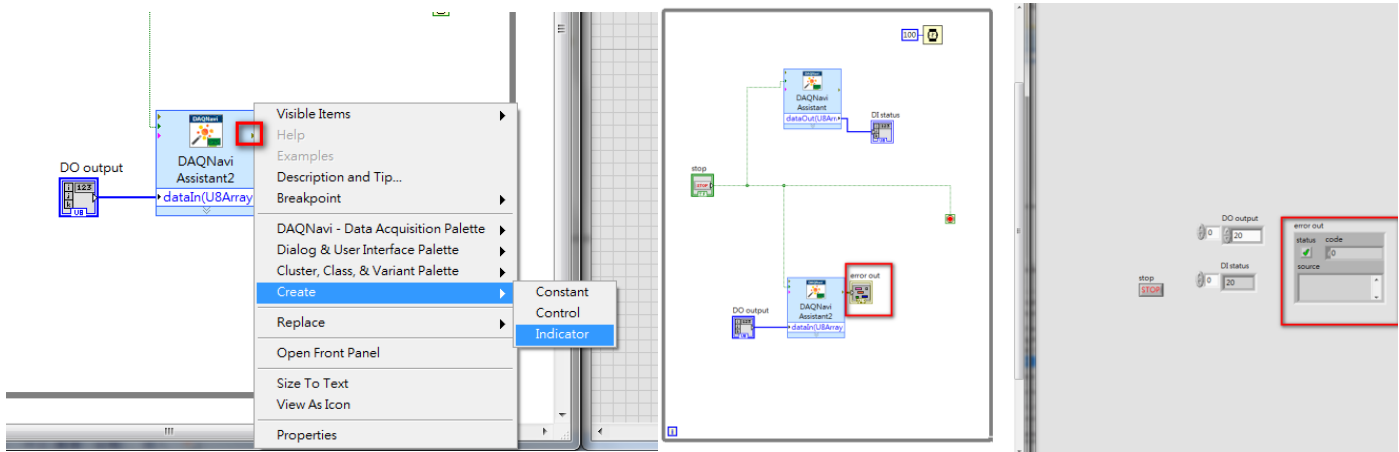 DAQNavi
DO output
DAQNavi
Assistant2
dataIn(U8Array
1 2 3
U8
Visible Items
Help
Examples
Description and Tip...
Breakpoint
DAQNavi - Data Acquisition Palette
Dialog & User Interface Palette
Cluster, Class, & Variant Palette
Create
Replace
Open Front Panel
Size To Text
View As Icon
Properties
Constant
Control
Indicator
100
DAQNavi
Assistant
dataOut(U8Arr
DI status
stop
STOP
error out
DO output
DAQNavi
Assistant2
dataIn(U8Array
i
DO output
0
20
DI status
0
20
stop
STOP
error out
status
code
0
source